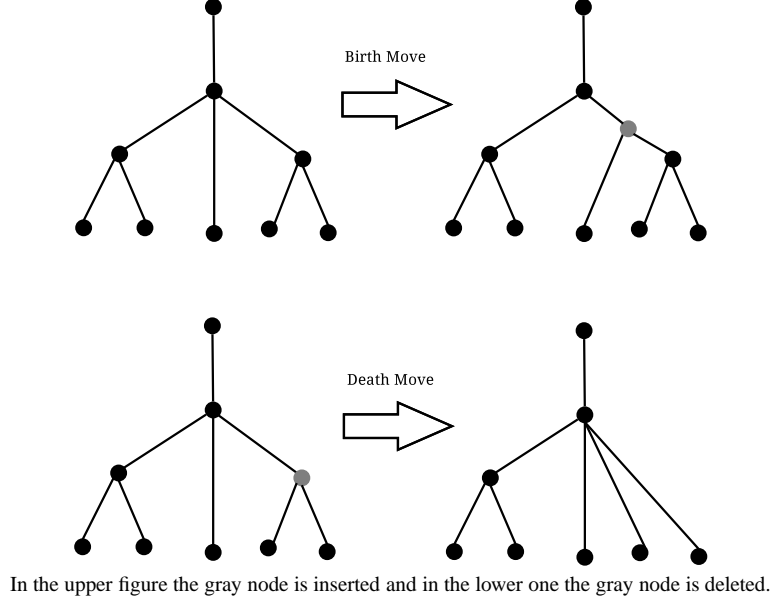 Birth Move
Death Move
In the upper figure the gray node is inserted and in the lower one the gray node is deleted.